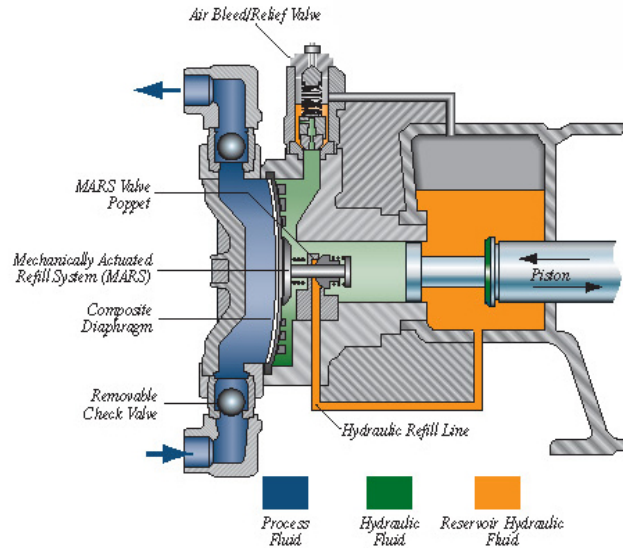 Air Bleed/Relief Valve
MARS Valve
Poppet
Mechanically Actuated
Refill System (MARS)
Composite
Diaphragm
Removable
Check Valve
Piston
Hydraulic Refill Line
Process
Fluid
Hydraulic
Fluid
Reservoir Hydraulic
Fluid